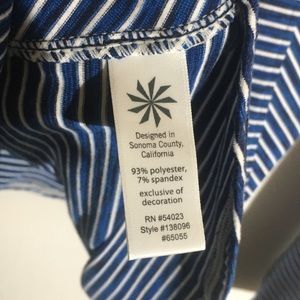 Designed in
Sonoma County,
California
93% polyester,
7% spandex
exclusive of
decoration
RN #54023
Style #138096
#65055